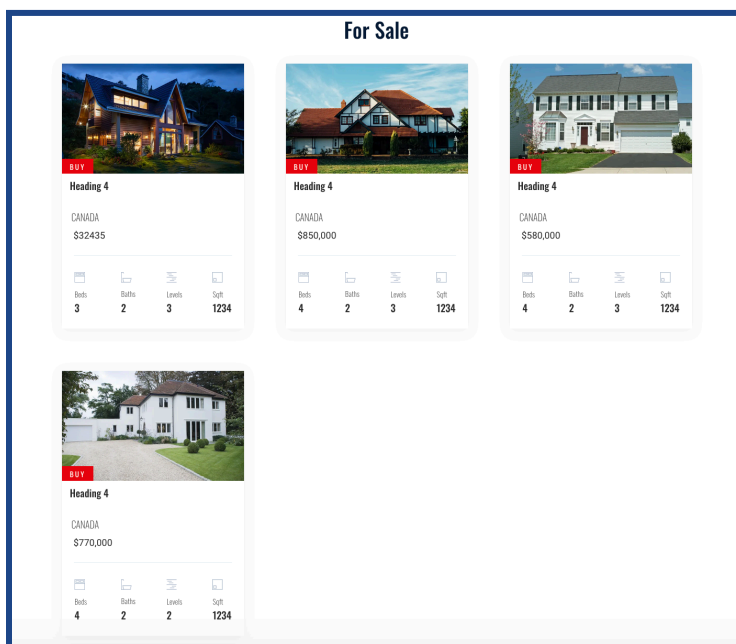 For Sale
BUY
Heading 4
CANADA
$32435
Beds Baths Levels Sqft
3 2 3 1234
BUY
Heading 4
CANADA
$850,000
Beds Baths Levels Sqft
4 2 3 1234
BUY
Heading 4
CANADA
$580,000
Beds Baths Levels Sqft
4 2 3 1234
BUY
Heading 4
CANADA
$770,000
Beds Baths Levels Sqft
4 2 2 1234